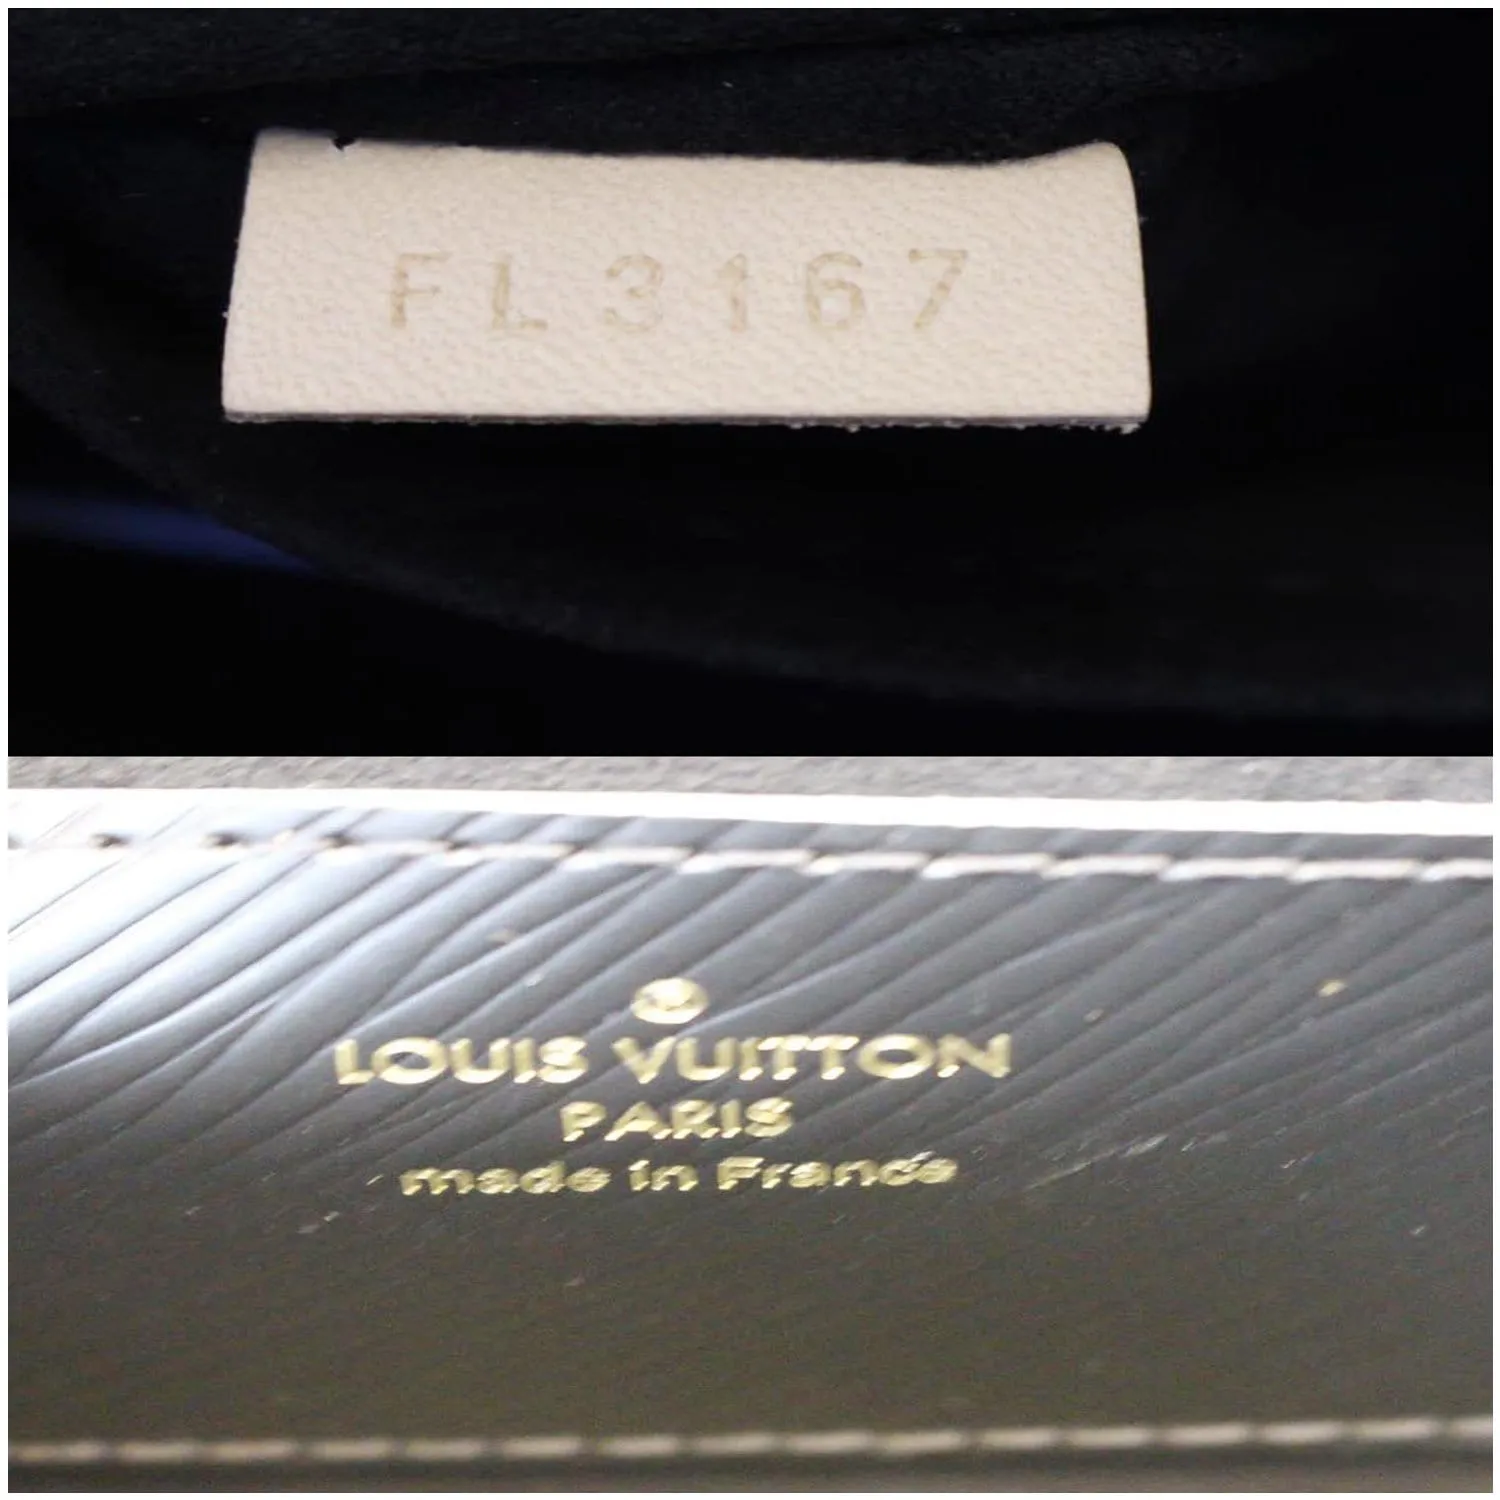 FL3167
LOUIS VUITTON
PARIS
made in France